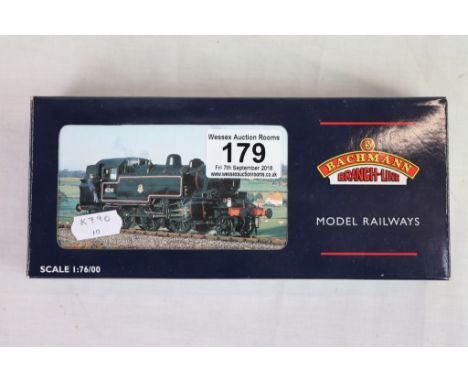 Wessex Auction Rooms
179
Fri 7th September 2018
www.wessexauctionrooms.co.uk
BACHMANN
BRANCH-LINE
MODEL RAILWAYS
K790
10
SCALE 1:76/00